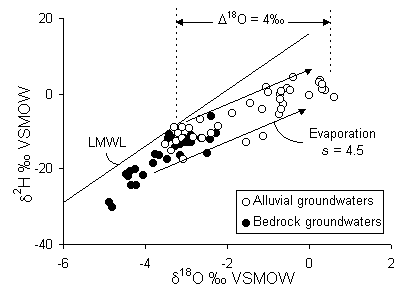 Δ¹⁸O = 4‰
20
0
-20
-40
δ²H ‰ VSMOW
LMWL
Evaporation
s = 4.5
Alluvial groundwaters
Bedrock groundwaters
-6
-4
-2
0
2
δ¹⁸O ‰ VSMOW